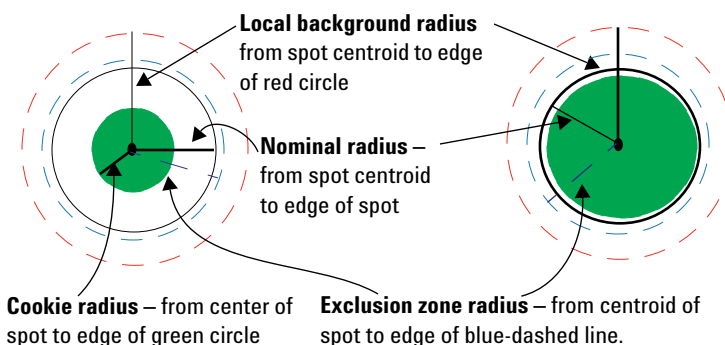 Local background radius
from spot centroid to edge
of red circle
Nominal radius –
from spot centroid
to edge of spot
Cookie radius – from center of
spot to edge of green circle
Exclusion zone radius – from centroid of
spot to edge of blue-dashed line.